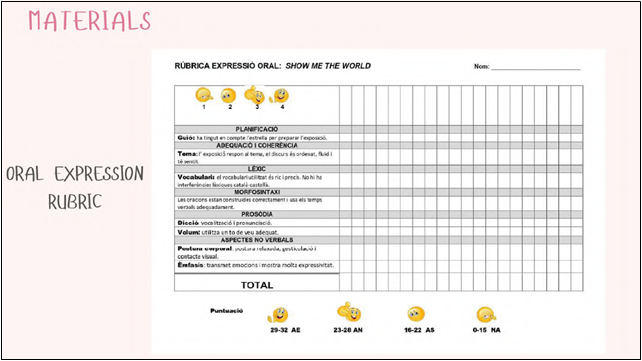 MATERIALS
RÚBRICA EXPRESSIÓ ORAL: SHOW ME THE WORLD
Nom:
1 2 3 4
PLANIFICACIÓ
Guió: ha tingut en compte l'estrella per preparar l'exposició.
ADEQUACIÓ I COHERÈNCIA
Tema: l'exposició respon al tema, el discurs és ordenat, fluid i
té sentit.
LÈXIC
Vocabulari: el vocabulari utilitzat és ric i precís. No hi ha
interferències lèxiques català-castellà.
MORFOSINTAXI
Les oracions estan construïdes correctament i usa els temps
verbals adequadament.
PROSÒDIA
Dicció: vocalització i pronunciació.
Volum: utilitza un to de veu adequat.
ASPECTES NO VERBALS
Postura corporal: postura relaxada, gesticulació i
contacte visual.
Èmfasis: transmet emocions i mostra molta expressivitat.
TOTAL
Puntuació
29-32 AE 23-28 AN 16-22 AS 0-15 NA
ORAL EXPRESSION
RUBRIC